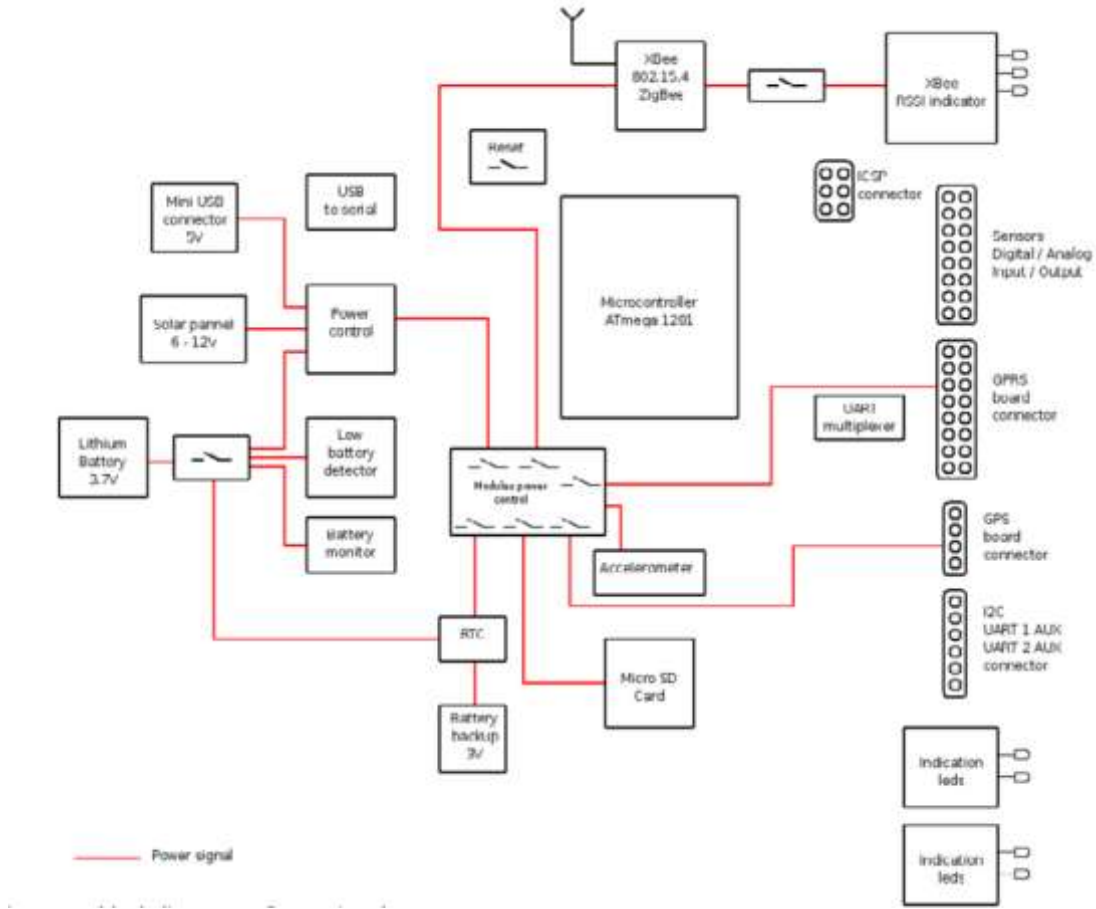 XBee
802.15.4
ZigBee
XBee
RSSI indicator
Reset
ICSP
connector
USB
to serial
Mini USB
connector
5V
Sensors
Digital / Analog
Input / Output
Microcontroller
ATmega 1281
Power
control
Solar pannel
6 - 12v
GPRS
board
connector
UART
multiplexer
Lithium
Battery
3.7V
Low
battery
detector
Modules power
control
Battery
monitor
GPS
board
connector
Accelerometer
I2C
UART 1 AUX
UART 2 AUX
connector
RTC
Micro SD
Card
Battery
backup
3V
Indication
leds
Power signal
Indication
leds